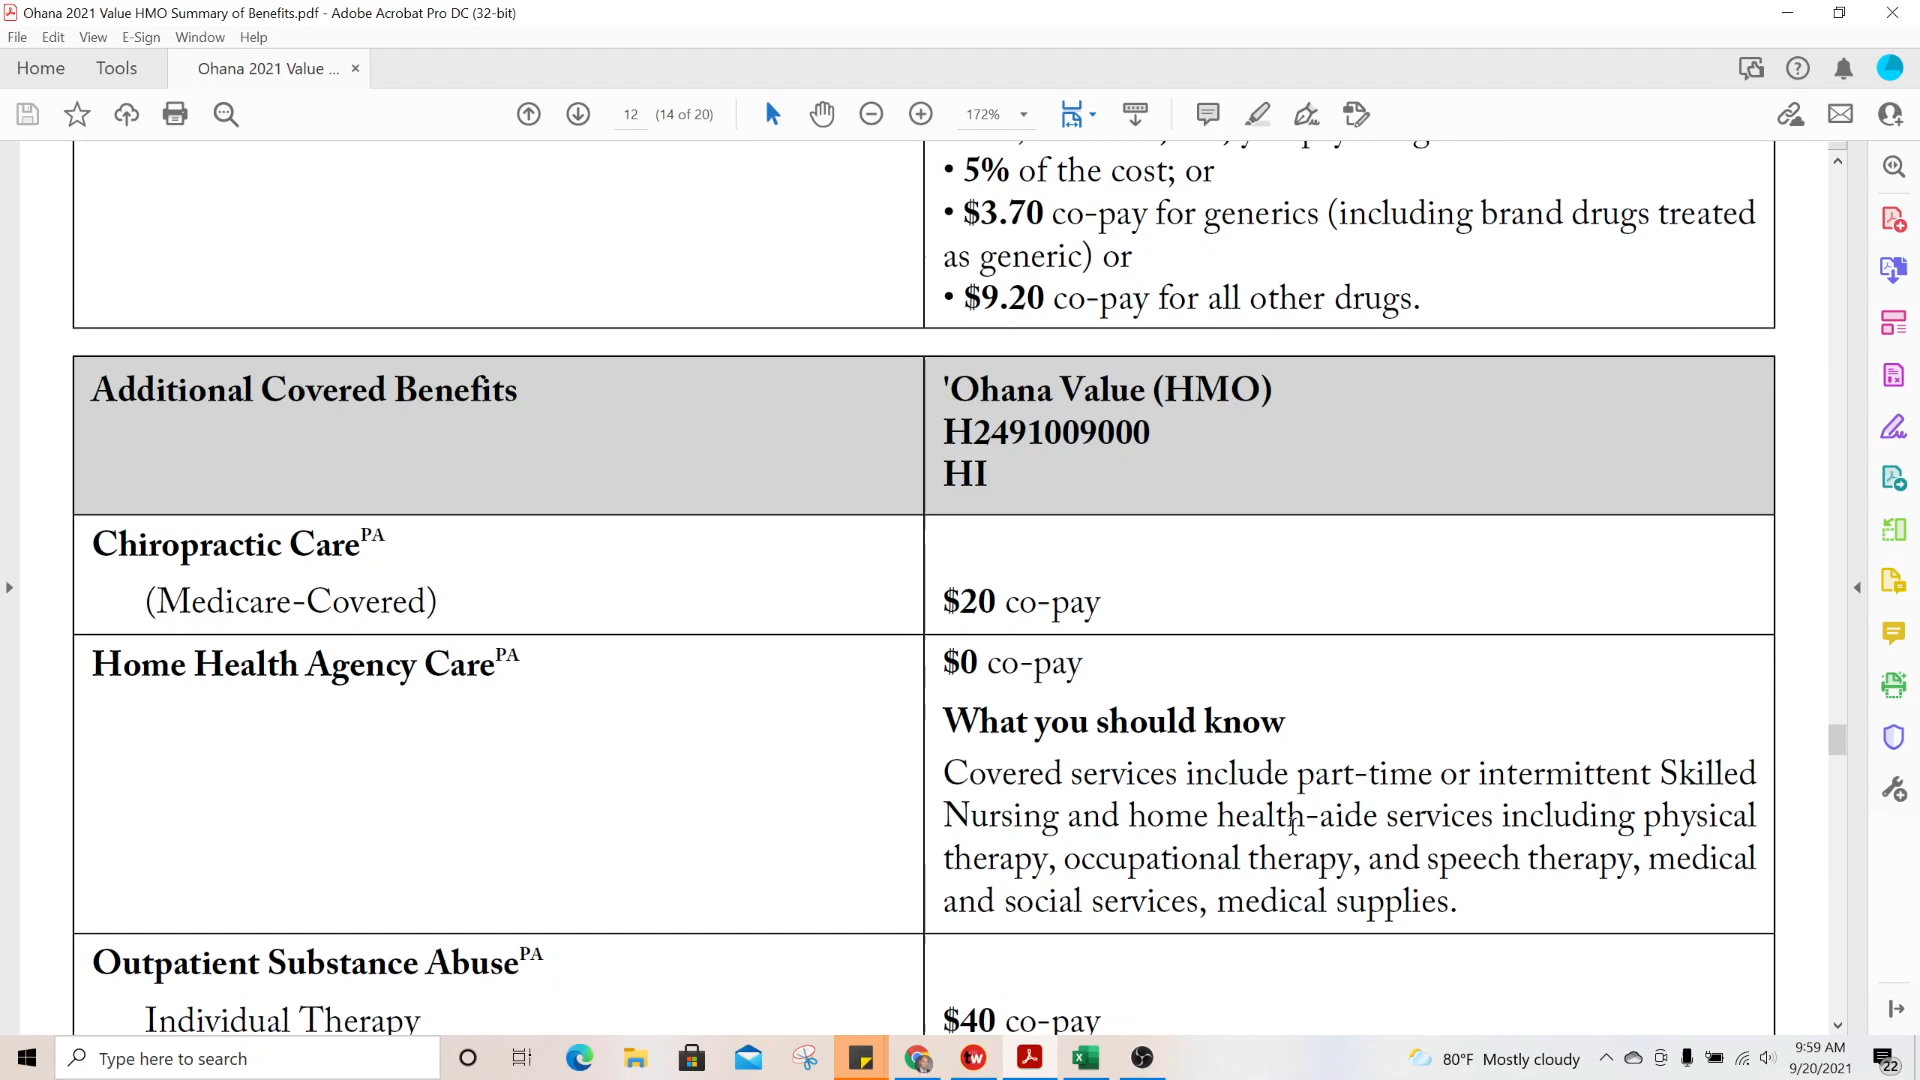 Ohana 2021 Value HMO Summary of Benefits.pdf - Adobe Acrobat Pro DC (32-bit)
File Edit View E-Sign Window Help
Home Tools Ohana 2021 Value ... ×
12 (14 of 20) 172%
• 5% of the cost; or
• $3.70 co-pay for generics (including brand drugs treated
as generic) or
• $9.20 co-pay for all other drugs.
Additional Covered Benefits
'Ohana Value (HMO)
H2491009000
HI
Chiropractic CarePA
(Medicare-Covered)
$20 co-pay
Home Health Agency CarePA
$0 co-pay
What you should know
Covered services include part-time or intermittent Skilled
Nursing and home health-aide services including physical
therapy, occupational therapy, and speech therapy, medical
and social services, medical supplies.
Outpatient Substance AbusePA
Individual Therapy
$40 co-pay
Type here to search
tw
80°F Mostly cloudy
9:59 AM
9/20/2021
22